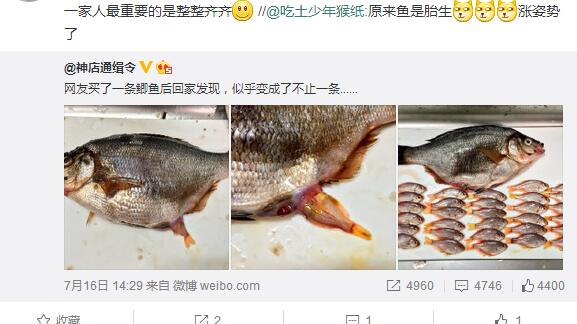 一家人最重要的是整整齐齐 //@吃土少年猴纸:原来鱼是胎生 涨姿势
了
@神店通缉令
网友买了一条鲫鱼后回家发现，似乎变成了不止一条......
7月16日 14:29 来自 微博 weibo.com 4960 4746 4400
收藏 2 1 1